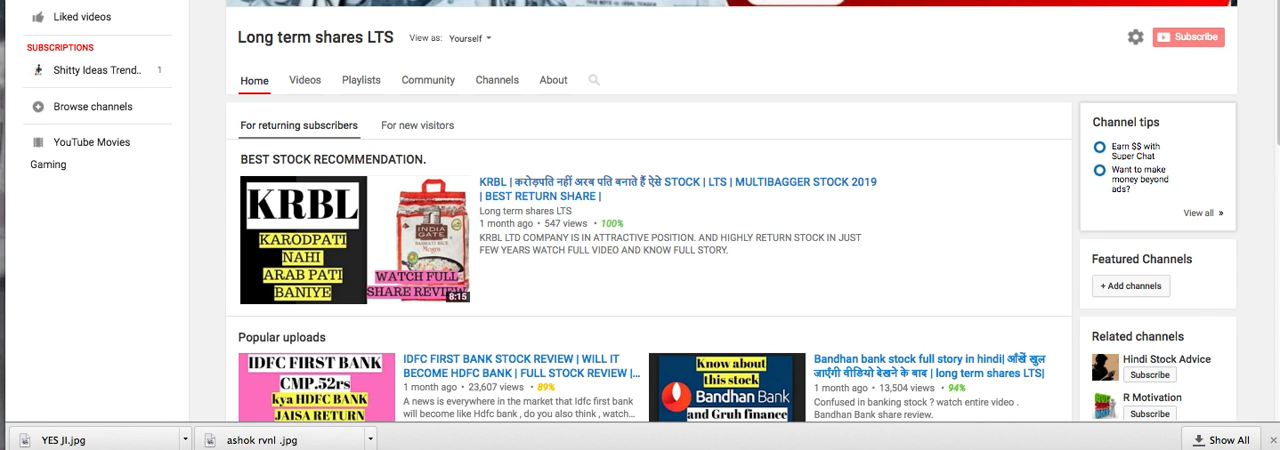 Liked videos
SUBSCRIPTIONS
Shitty Ideas Trend.. 1
Browse channels
YouTube Movies
Gaming
Long term shares LTS View as: Yourself
Subscribe
Home Videos Playlists Community Channels About
For returning subscribers For new visitors
BEST STOCK RECOMMENDATION.
KRBL
KARODPATI
NAHI
ARAB PATI
BANIYE
INDIA
GATE
BASMATI RICE
Mogra
WATCH FULL
SHARE REVIEW
8:15
KRBL | करोड़पति नहीं अरब पति बनाते हैं ऐसे STOCK | LTS | MULTIBAGGER STOCK 2019
| BEST RETURN SHARE |
Long term shares LTS
1 month ago • 547 views • 100%
KRBL LTD COMPANY IS IN ATTRACTIVE POSITION. AND HIGHLY RETURN STOCK IN JUST
FEW YEARS WATCH FULL VIDEO AND KNOW FULL STORY.
Popular uploads
IDFC FIRST BANK
CMP.52rs
kya HDFC BANK
JAISA RETURN
IDFC FIRST BANK STOCK REVIEW | WILL IT
BECOME HDFC BANK | FULL STOCK REVIEW |...
1 month ago • 23,607 views • 89%
A news is everywhere in the market that Idfc first bank
will become like Hdfc bank , do you also think , watch...
Know about
this stock
Bandhan Bank
and Gruh finance
Bandhan bank stock full story in hindi| आँखें खुल
जाएँगी वीडियो देखने के बाब | long term shares LTS|
1 month ago • 13,504 views • 94%
Confused in banking stock ? watch entire video .
Bandhan Bank share review.
Channel tips
Earn $$ with
Super Chat
Want to make
money beyond
ads?
View all »
Featured Channels
+ Add channels
Related channels
Hindi Stock Advice
Subscribe
R Motivation
Subscribe
YES JI.jpg
ashok rvnl .jpg
Show All